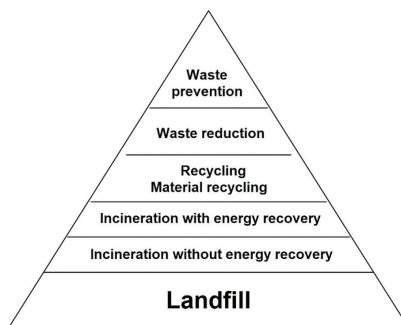 Waste
prevention
Waste reduction
Recycling
Material recycling
Incineration with energy recovery
Incineration without energy recovery
Landfill